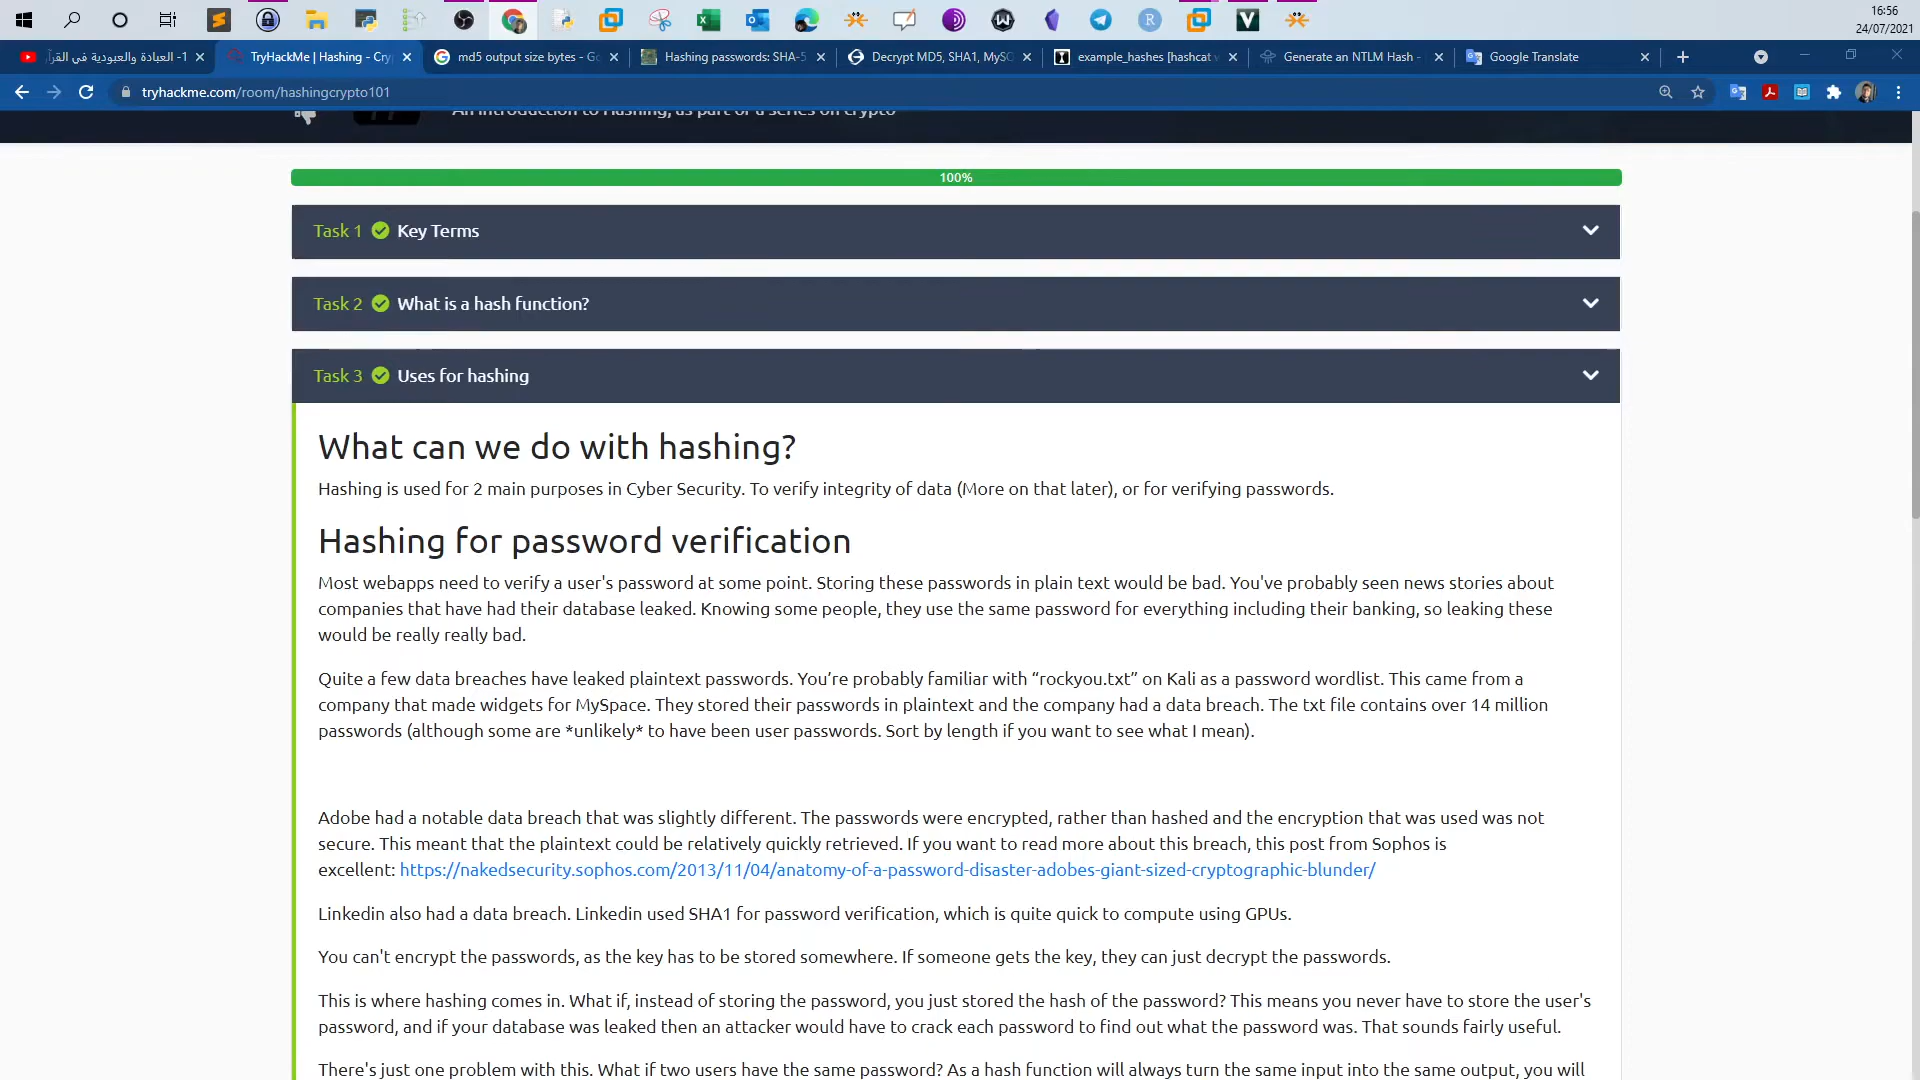 16:56
24/07/2021
1- العبادة والعبودية في القرآ
TryHackMe | Hashing - Cry
md5 output size bytes - Go
Hashing passwords: SHA-5
Decrypt MD5, SHA1, MySQ
example_hashes [hashcat w
Generate an NTLM Hash -
Google Translate
tryhackme.com/room/hashingcrypto101
An introduction to Hashing, as part of a series on crypto
100%
Task 1 Key Terms
Task 2 What is a hash function?
Task 3 Uses for hashing
What can we do with hashing?
Hashing is used for 2 main purposes in Cyber Security. To verify integrity of data (More on that later), or for verifying passwords.
Hashing for password verification
Most webapps need to verify a user's password at some point. Storing these passwords in plain text would be bad. You've probably seen news stories about
companies that have had their database leaked. Knowing some people, they use the same password for everything including their banking, so leaking these
would be really really bad.
Quite a few data breaches have leaked plaintext passwords. You’re probably familiar with “rockyou.txt” on Kali as a password wordlist. This came from a
company that made widgets for MySpace. They stored their passwords in plaintext and the company had a data breach. The txt file contains over 14 million
passwords (although some are *unlikely* to have been user passwords. Sort by length if you want to see what I mean).
Adobe had a notable data breach that was slightly different. The passwords were encrypted, rather than hashed and the encryption that was used was not
secure. This meant that the plaintext could be relatively quickly retrieved. If you want to read more about this breach, this post from Sophos is
excellent: https://nakedsecurity.sophos.com/2013/11/04/anatomy-of-a-password-disaster-adobes-giant-sized-cryptographic-blunder/
Linkedin also had a data breach. Linkedin used SHA1 for password verification, which is quite quick to compute using GPUs.
You can't encrypt the passwords, as the key has to be stored somewhere. If someone gets the key, they can just decrypt the passwords.
This is where hashing comes in. What if, instead of storing the password, you just stored the hash of the password? This means you never have to store the user's
password, and if your database was leaked then an attacker would have to crack each password to find out what the password was. That sounds fairly useful.
There's just one problem with this. What if two users have the same password? As a hash function will always turn the same input into the same output, you will